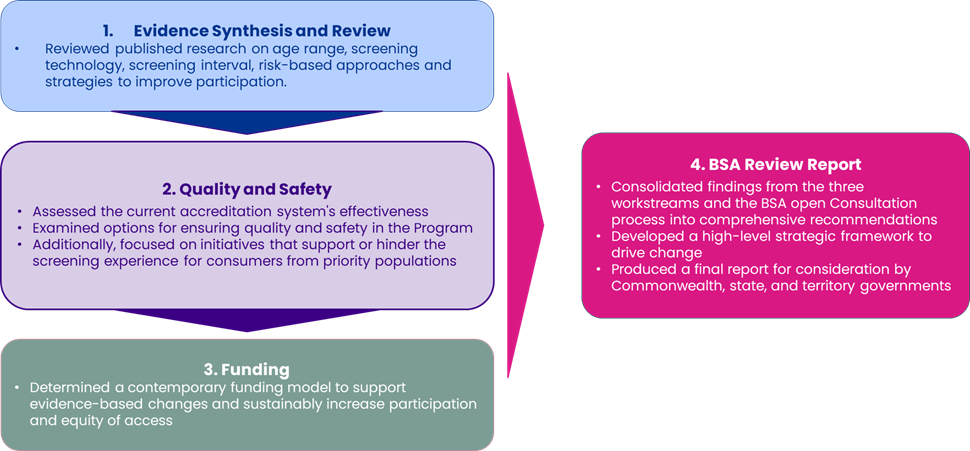 1. Evidence Synthesis and Review
• Reviewed published research on age range, screening
technology, screening interval, risk-based approaches and
strategies to improve participation.
2. Quality and Safety
• Assessed the current accreditation system's effectiveness
• Examined options for ensuring quality and safety in the Program
• Additionally, focused on initiatives that support or hinder the
screening experience for consumers from priority populations
3. Funding
• Determined a contemporary funding model to support
evidence-based changes and sustainably increase participation
and equity of access
4. BSA Review Report
• Consolidated findings from the three
workstreams and the BSA open Consultation
process into comprehensive recommendations
• Developed a high-level strategic framework to
drive change
• Produced a final report for consideration by
Commonwealth, state, and territory governments